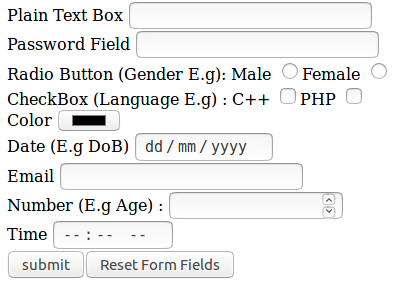 Plain Text Box
Password Field
Radio Button (Gender E.g): Male Female
CheckBox (Language E.g) : C++ PHP
Color
Date (E.g DoB) dd / mm / yyyy
Email
Number (E.g Age) :
Time -- : -- --
submit Reset Form Fields